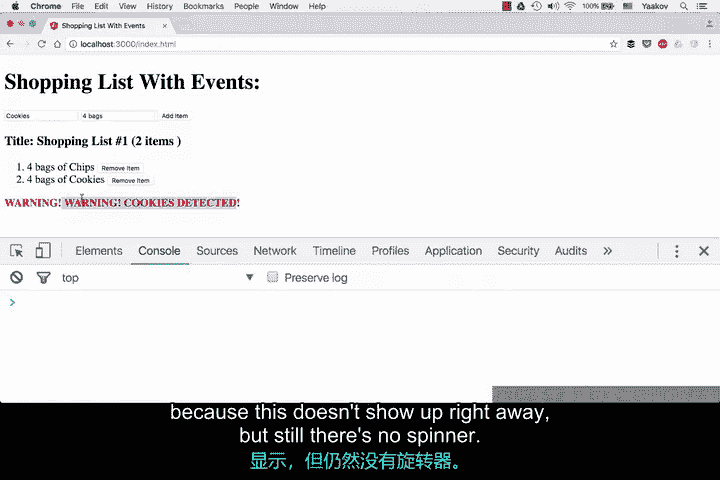 Chrome File Edit View History Bookmarks People Window Help 100% Yaakov
Shopping List With Events
localhost:3000/index.html
Shopping List With Events:
Cookies 4 bags Add Item
Title: Shopping List #1 (2 items )
1. 4 bags of Chips Remove Item
2. 4 bags of Cookies Remove Item
WARNING! WARNING! COOKIES DETECTED!
Elements Console Sources Network Timeline Profiles Application Security Audits »
top Preserve log
>
because this doesn't show up right away,
but still there's no spinner.
显示，但仍然没有旋转器。